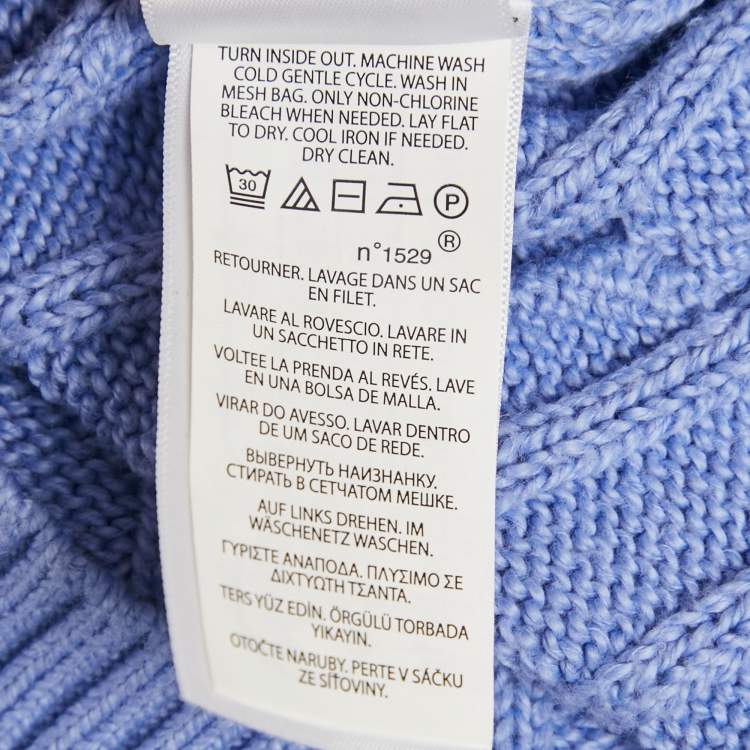 TURN INSIDE OUT. MACHINE WASH
COLD GENTLE CYCLE. WASH IN
MESH BAG. ONLY NON-CHLORINE
BLEACH WHEN NEEDED. LAY FLAT
TO DRY. COOL IRON IF NEEDED.
DRY CLEAN.
30 P
n°1529 ®
RETOURNER. LAVAGE DANS UN SAC
EN FILET.
LAVARE AL ROVESCIO. LAVARE IN
UN SACCHETTO IN RETE.
VOLTEE LA PRENDA AL REVÉS. LAVE
EN UNA BOLSA DE MALLA.
VIRAR DO AVESSO. LAVAR DENTRO
DE UM SACO DE REDE.
ВЫВЕРНУТЬ НАИЗНАНКУ.
СТИРАТЬ В СЕТЧАТОМ МЕШКЕ.
AUF LINKS DREHEN. IM
WÄSCHENETZ WASCHEN.
ΓΥΡΙΣΤΕ ΑΝΑΠΟΔΑ. ΠΛΥΣΙΜΟ ΣΕ
ΔΙΧΤΥΩΤΗ ΤΣΑΝΤΑ.
TERS YÜZ EDİN. ÖRGÜLÜ TORBADA
YIKAYIN.
OTOČTE NARUBY. PERTE V SÁČKU
ZE SÍŤOVINY.